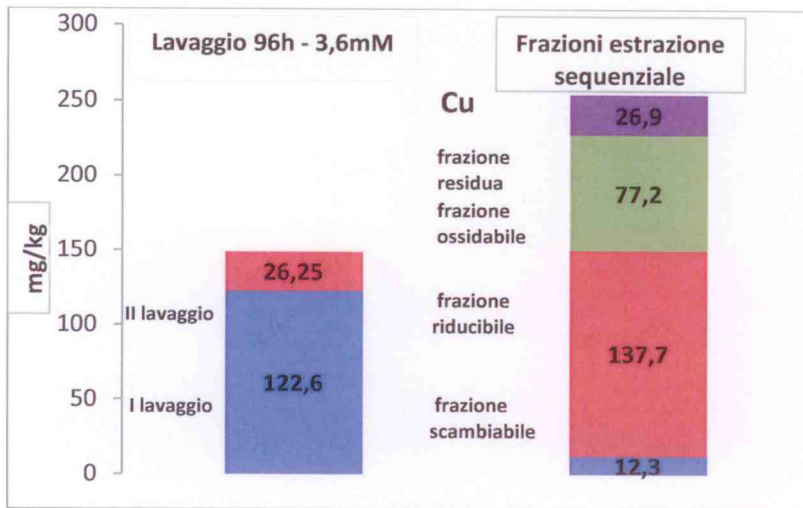 300
250
200
150
100
50
0
mg/kg
Lavaggio 96h - 3,6mM
26,25
122,6
II lavaggio
I lavaggio
Frazioni estrazione
sequenziale
Cu
frazione
residua
frazione
ossidabile
frazione
riducibile
frazione
scambiabile
26,9
77,2
137,7
12,3